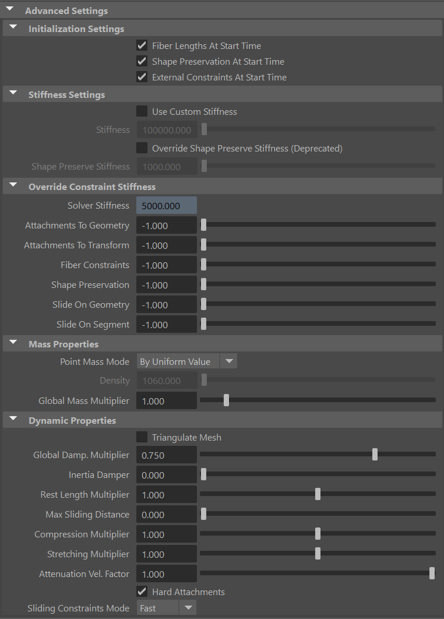 Advanced Settings
Initialization Settings
Fiber Lengths At Start Time
Shape Preservation At Start Time
External Constraints At Start Time
Stiffness Settings
Use Custom Stiffness
Stiffness 100000.000
Override Shape Preserve Stiffness (Deprecated)
Shape Preserve Stiffness 1000.000
Override Constraint Stiffness
Solver Stiffness 5000.000
Attachments To Geometry -1.000
Attachments To Transform -1.000
Fiber Constraints -1.000
Shape Preservation -1.000
Slide On Geometry -1.000
Slide On Segment -1.000
Mass Properties
Point Mass Mode By Uniform Value
Density 1060.000
Global Mass Multiplier 1.000
Dynamic Properties
Triangulate Mesh
Global Damp. Multiplier 0.750
Inertia Damper 0.000
Rest Length Multiplier 1.000
Max Sliding Distance 0.000
Compression Multiplier 1.000
Stretching Multiplier 1.000
Attenuation Vel. Factor 1.000
Hard Attachments
Sliding Constraints Mode Fast